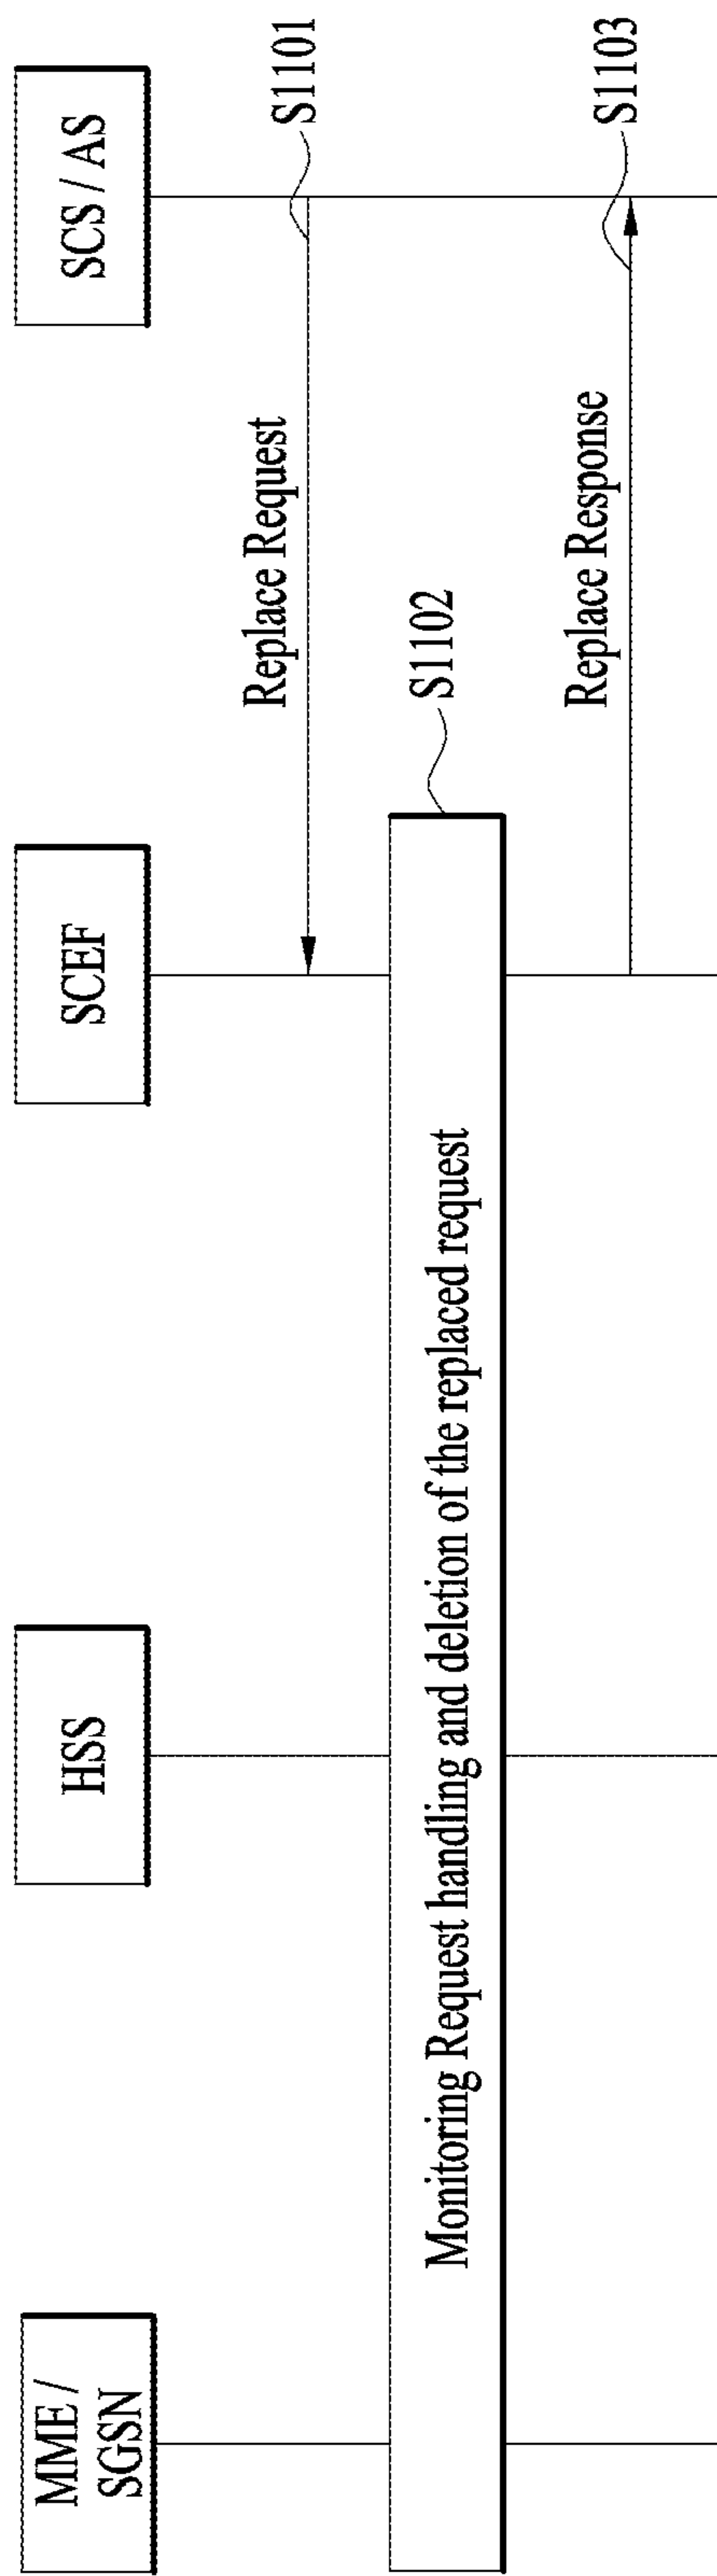 MME /
SGSN
HSS
SCEF
SCS / AS
Replace Request
S1101
S1102
Monitoring Request handling and deletion of the replaced request
Replace Response
S1103